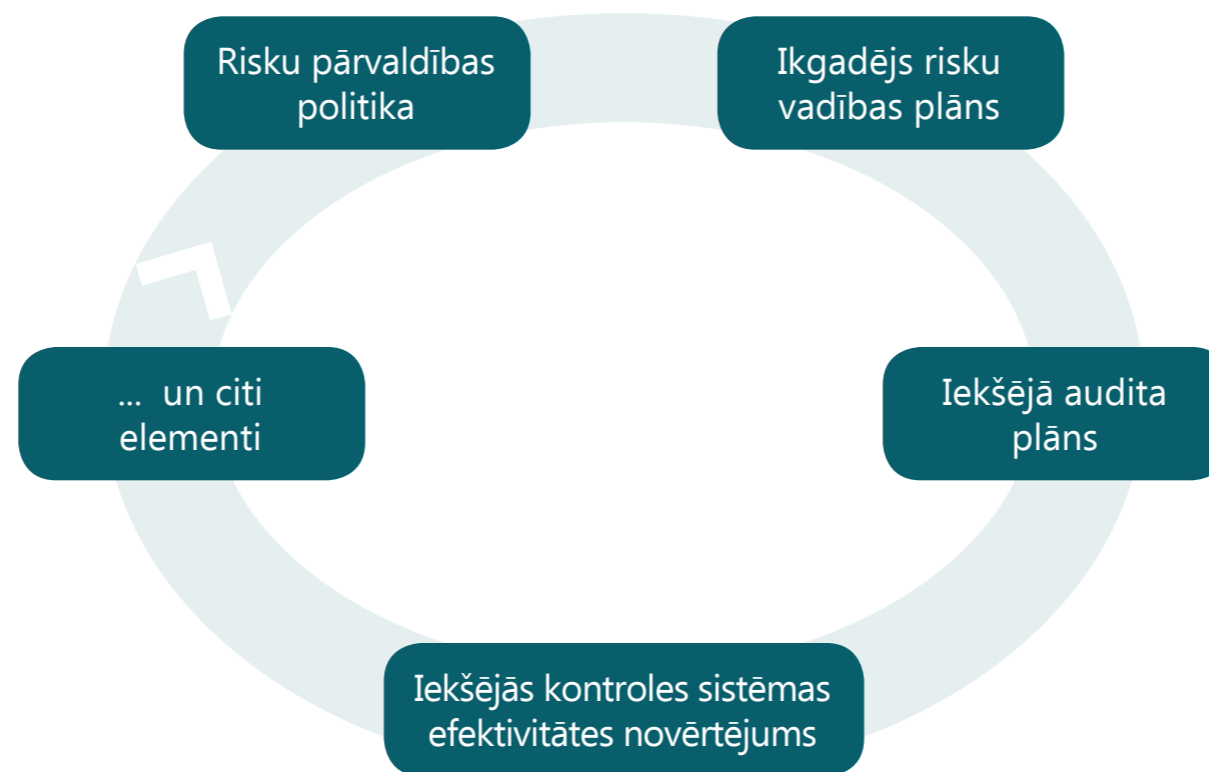 Risku pārvaldības
politika
Ikgadējs risku
vadības plāns
Iekšējā audita
plāns
Iekšējās kontroles sistēmas
efektivitātes novērtējums
... un citi
elementi